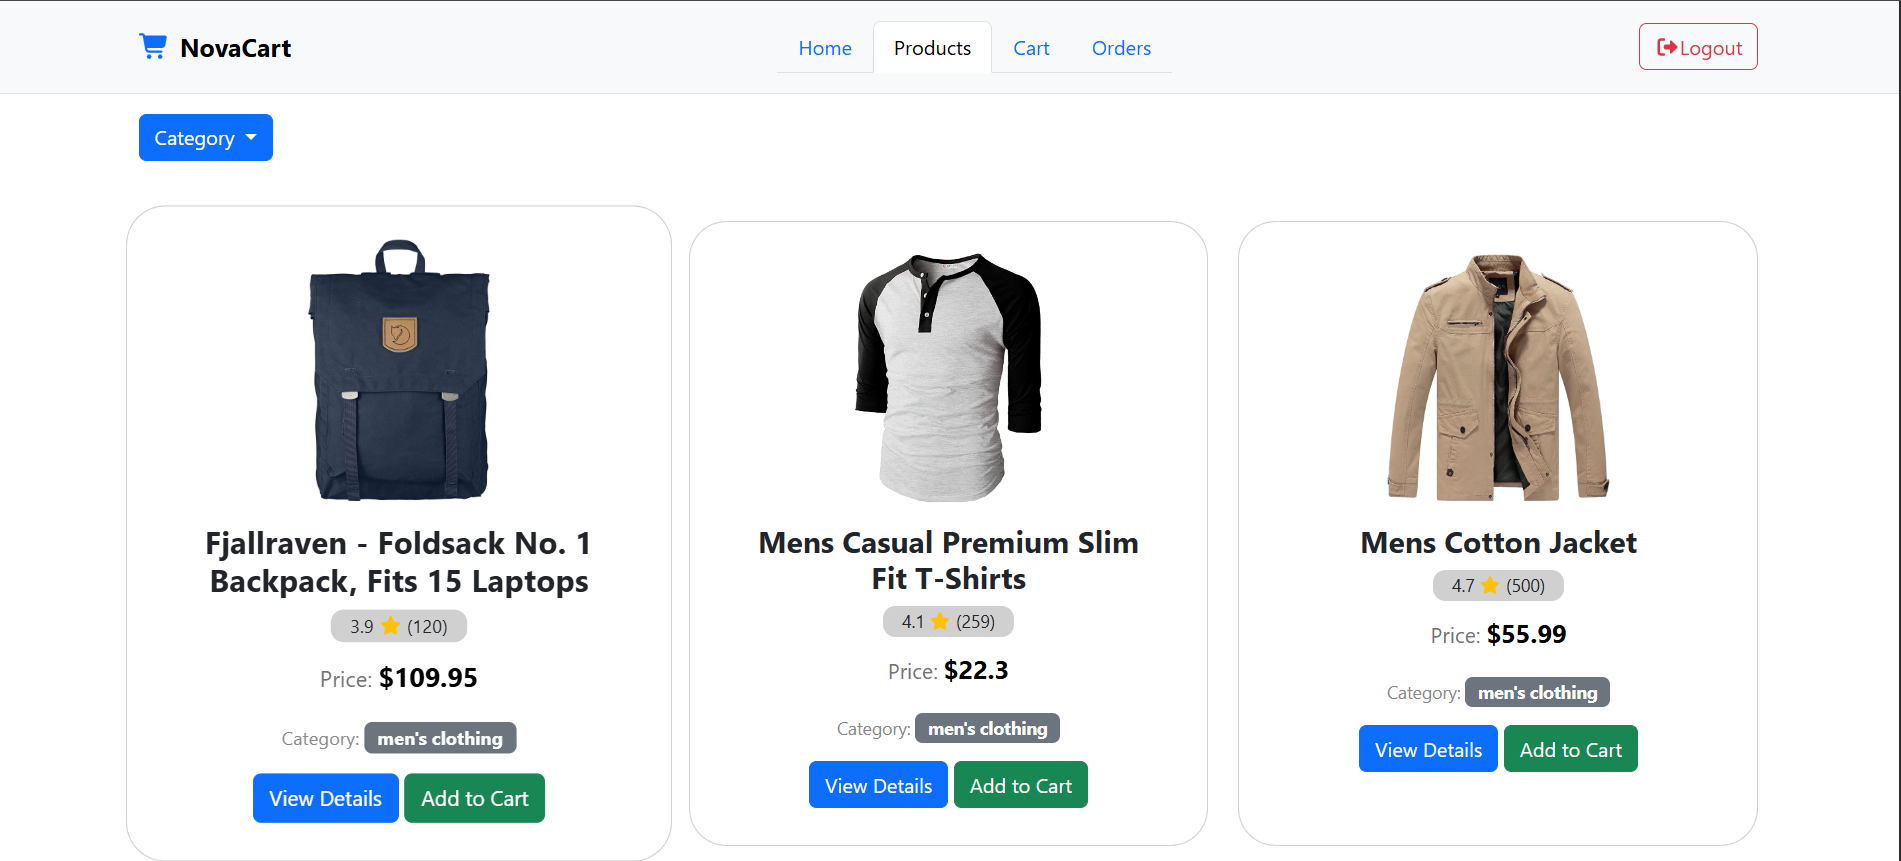 NovaCart
Home
Products
Cart
Orders
Logout
Category
Fjallraven - Foldsack No. 1
Backpack, Fits 15 Laptops
3.9 (120)
Price: $109.95
Category: men's clothing
View Details
Add to Cart
Mens Casual Premium Slim
Fit T-Shirts
4.1 (259)
Price: $22.3
Category: men's clothing
View Details
Add to Cart
Mens Cotton Jacket
4.7 (500)
Price: $55.99
Category: men's clothing
View Details
Add to Cart